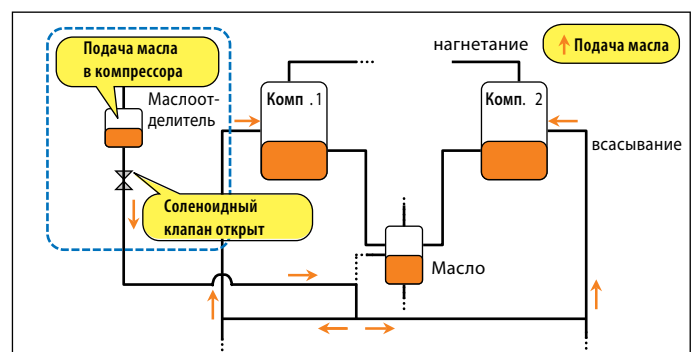 Подача масла
в компрессора
Маслоот-
делитель
Соленоидный
клапан открыт
нагнетание
Подача масла
Комп .1
Комп. 2
всасывание
Масло